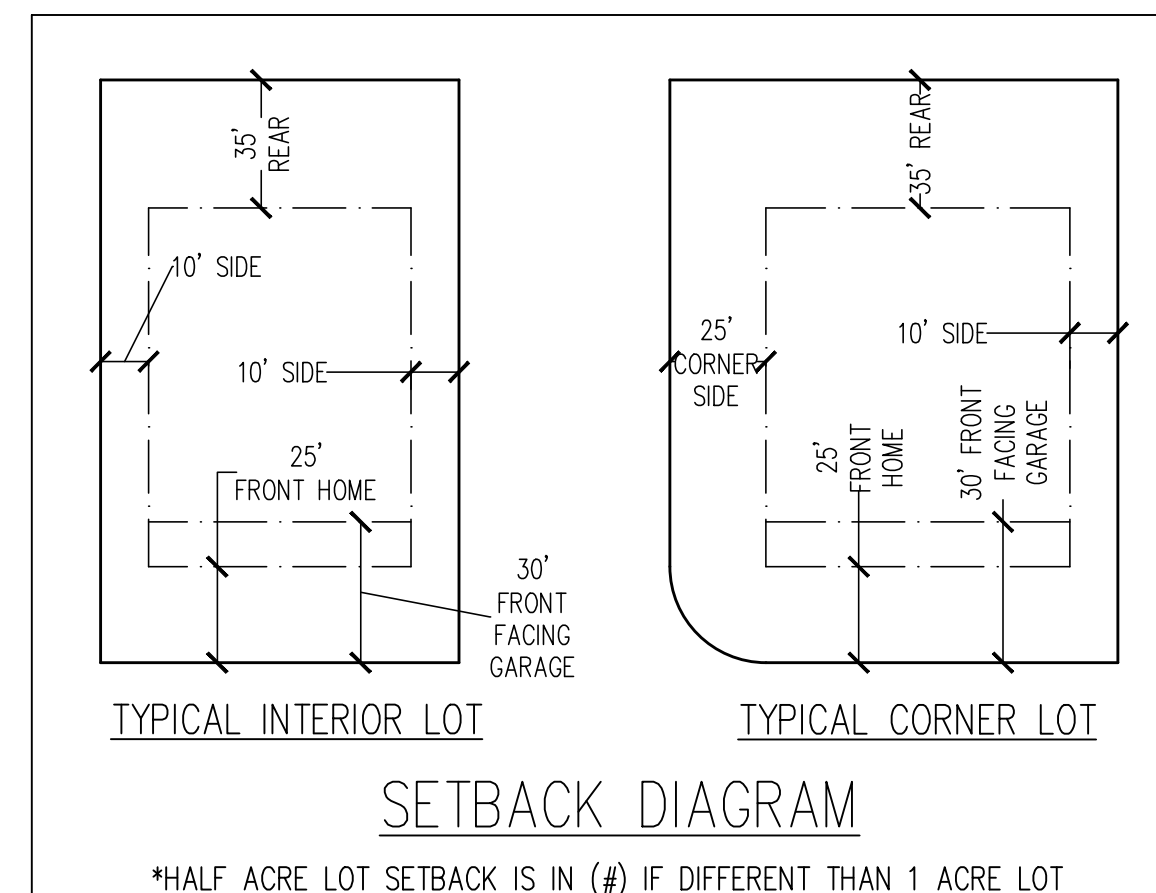 35'
REAR
10' SIDE
10' SIDE
25'
FRONT HOME
30'
FRONT
FACING
GARAGE
TYPICAL INTERIOR LOT
35' REAR
25'
CORNER
SIDE
10' SIDE
25'
FRONT
HOME
30' FRONT
FACING
GARAGE
TYPICAL CORNER LOT
SETBACK DIAGRAM
*HALF ACRE LOT SETBACK IS IN (#) IF DIFFERENT THAN 1 ACRE LOT